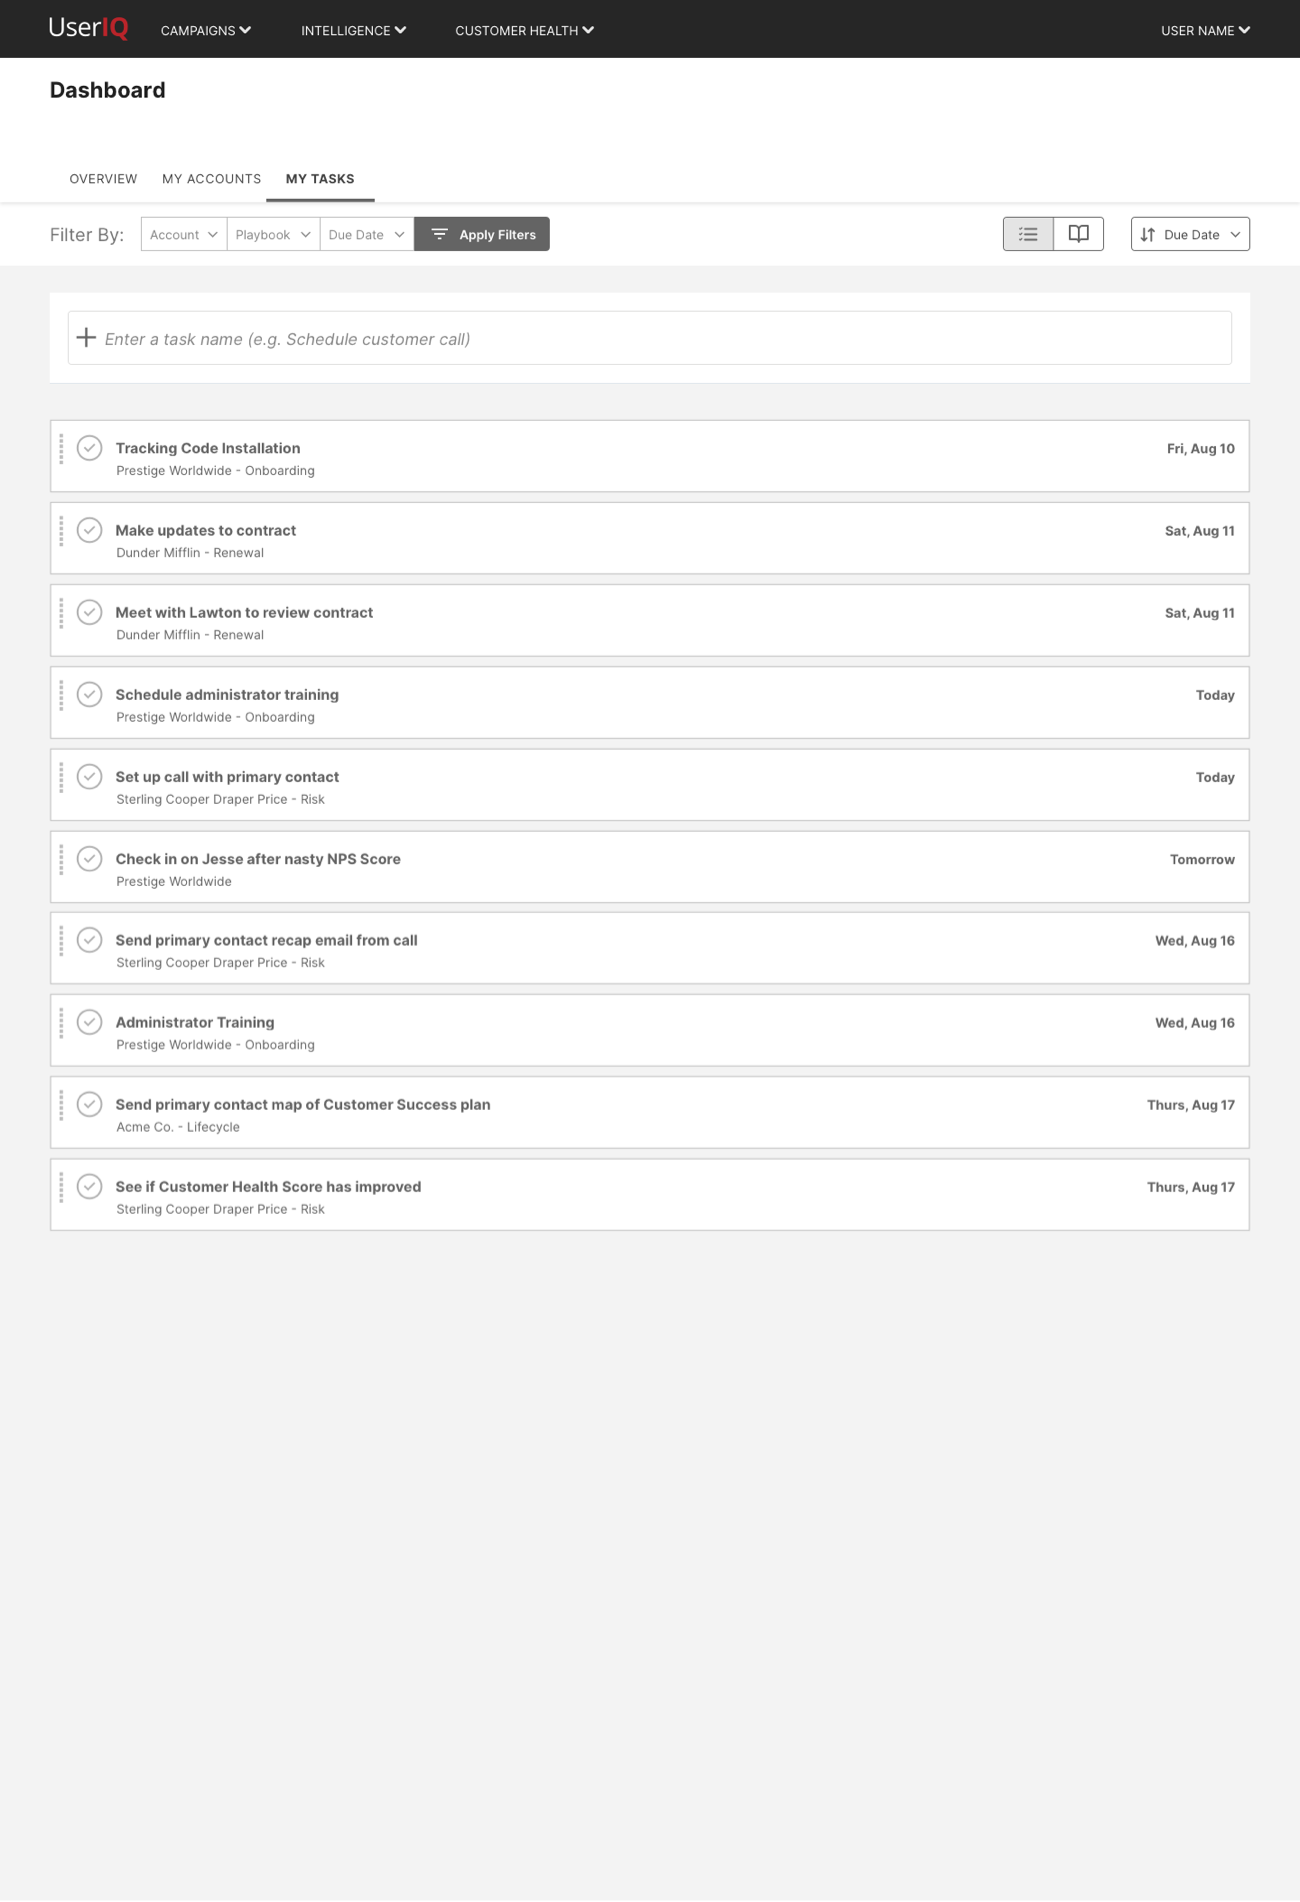 UserIQ CAMPAIGNS INTELLIGENCE CUSTOMER HEALTH USER NAME
Dashboard
OVERVIEW MY ACCOUNTS MY TASKS
Filter By: Account Playbook Due Date Apply Filters Due Date
Enter a task name (e.g. Schedule customer call)
Tracking Code Installation Fri, Aug 10
Prestige Worldwide - Onboarding
Make updates to contract Sat, Aug 11
Dunder Mifflin - Renewal
Meet with Lawton to review contract Sat, Aug 11
Dunder Mifflin - Renewal
Schedule administrator training Today
Prestige Worldwide - Onboarding
Set up call with primary contact Today
Sterling Cooper Draper Price - Risk
Check in on Jesse after nasty NPS Score Tomorrow
Prestige Worldwide
Send primary contact recap email from call Wed, Aug 16
Sterling Cooper Draper Price - Risk
Administrator Training Wed, Aug 16
Prestige Worldwide - Onboarding
Send primary contact map of Customer Success plan Thurs, Aug 17
Acme Co. - Lifecycle
See if Customer Health Score has improved Thurs, Aug 17
Sterling Cooper Draper Price - Risk